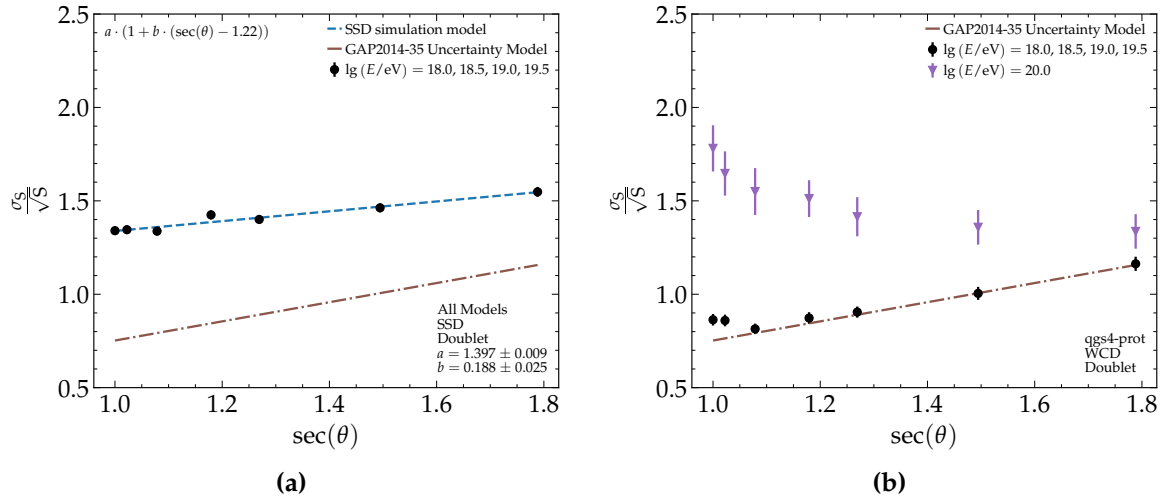 a · (1 + b · (sec(θ) − 1.22))
SSD simulation model
GAP2014-35 Uncertainty Model
lg (E/eV) = 18.0, 18.5, 19.0, 19.5
2.5
2.0
1.5
1.0
0.5
σS/√S
All Models
SSD
Doublet
a = 1.397 ± 0.009
b = 0.188 ± 0.025
1.0 1.2 1.4 1.6 1.8
sec(θ)
(a)
GAP2014-35 Uncertainty Model
lg (E/eV) = 18.0, 18.5, 19.0, 19.5
lg (E/eV) = 20.0
2.5
2.0
1.5
1.0
0.5
σS/√S
qgs4-prot
WCD
Doublet
1.0 1.2 1.4 1.6 1.8
sec(θ)
(b)